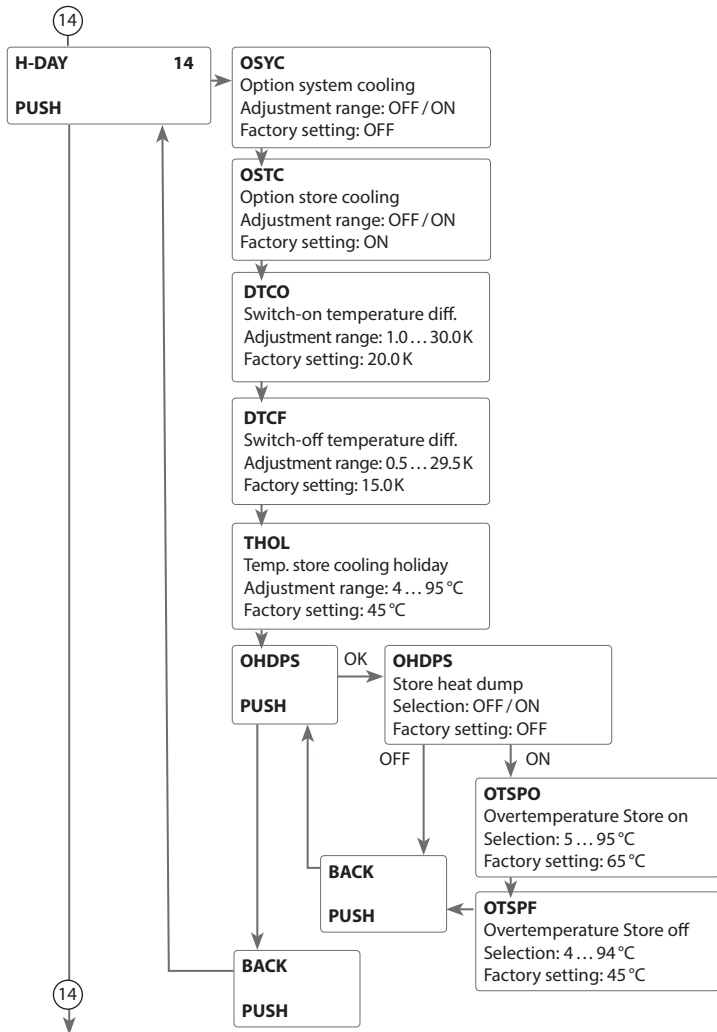 14
H-DAY 14
PUSH
OSYC
Option system cooling
Adjustment range: OFF / ON
Factory setting: OFF
OSTC
Option store cooling
Adjustment range: OFF / ON
Factory setting: ON
DTCO
Switch-on temperature diff.
Adjustment range: 1.0 … 30.0 K
Factory setting: 20.0 K
DTCF
Switch-off temperature diff.
Adjustment range: 0.5 … 29.5 K
Factory setting: 15.0 K
THOL
Temp. store cooling holiday
Adjustment range: 4 … 95 °C
Factory setting: 45 °C
OHDPS
PUSH
OK
OHDPS
Store heat dump
Selection: OFF / ON
Factory setting: OFF
OFF
ON
OTSPO
Overtemperature Store on
Selection: 5 … 95 °C
Factory setting: 65 °C
BACK
PUSH
OTSPF
Overtemperature Store off
Selection: 4 … 94 °C
Factory setting: 45 °C
BACK
PUSH
14